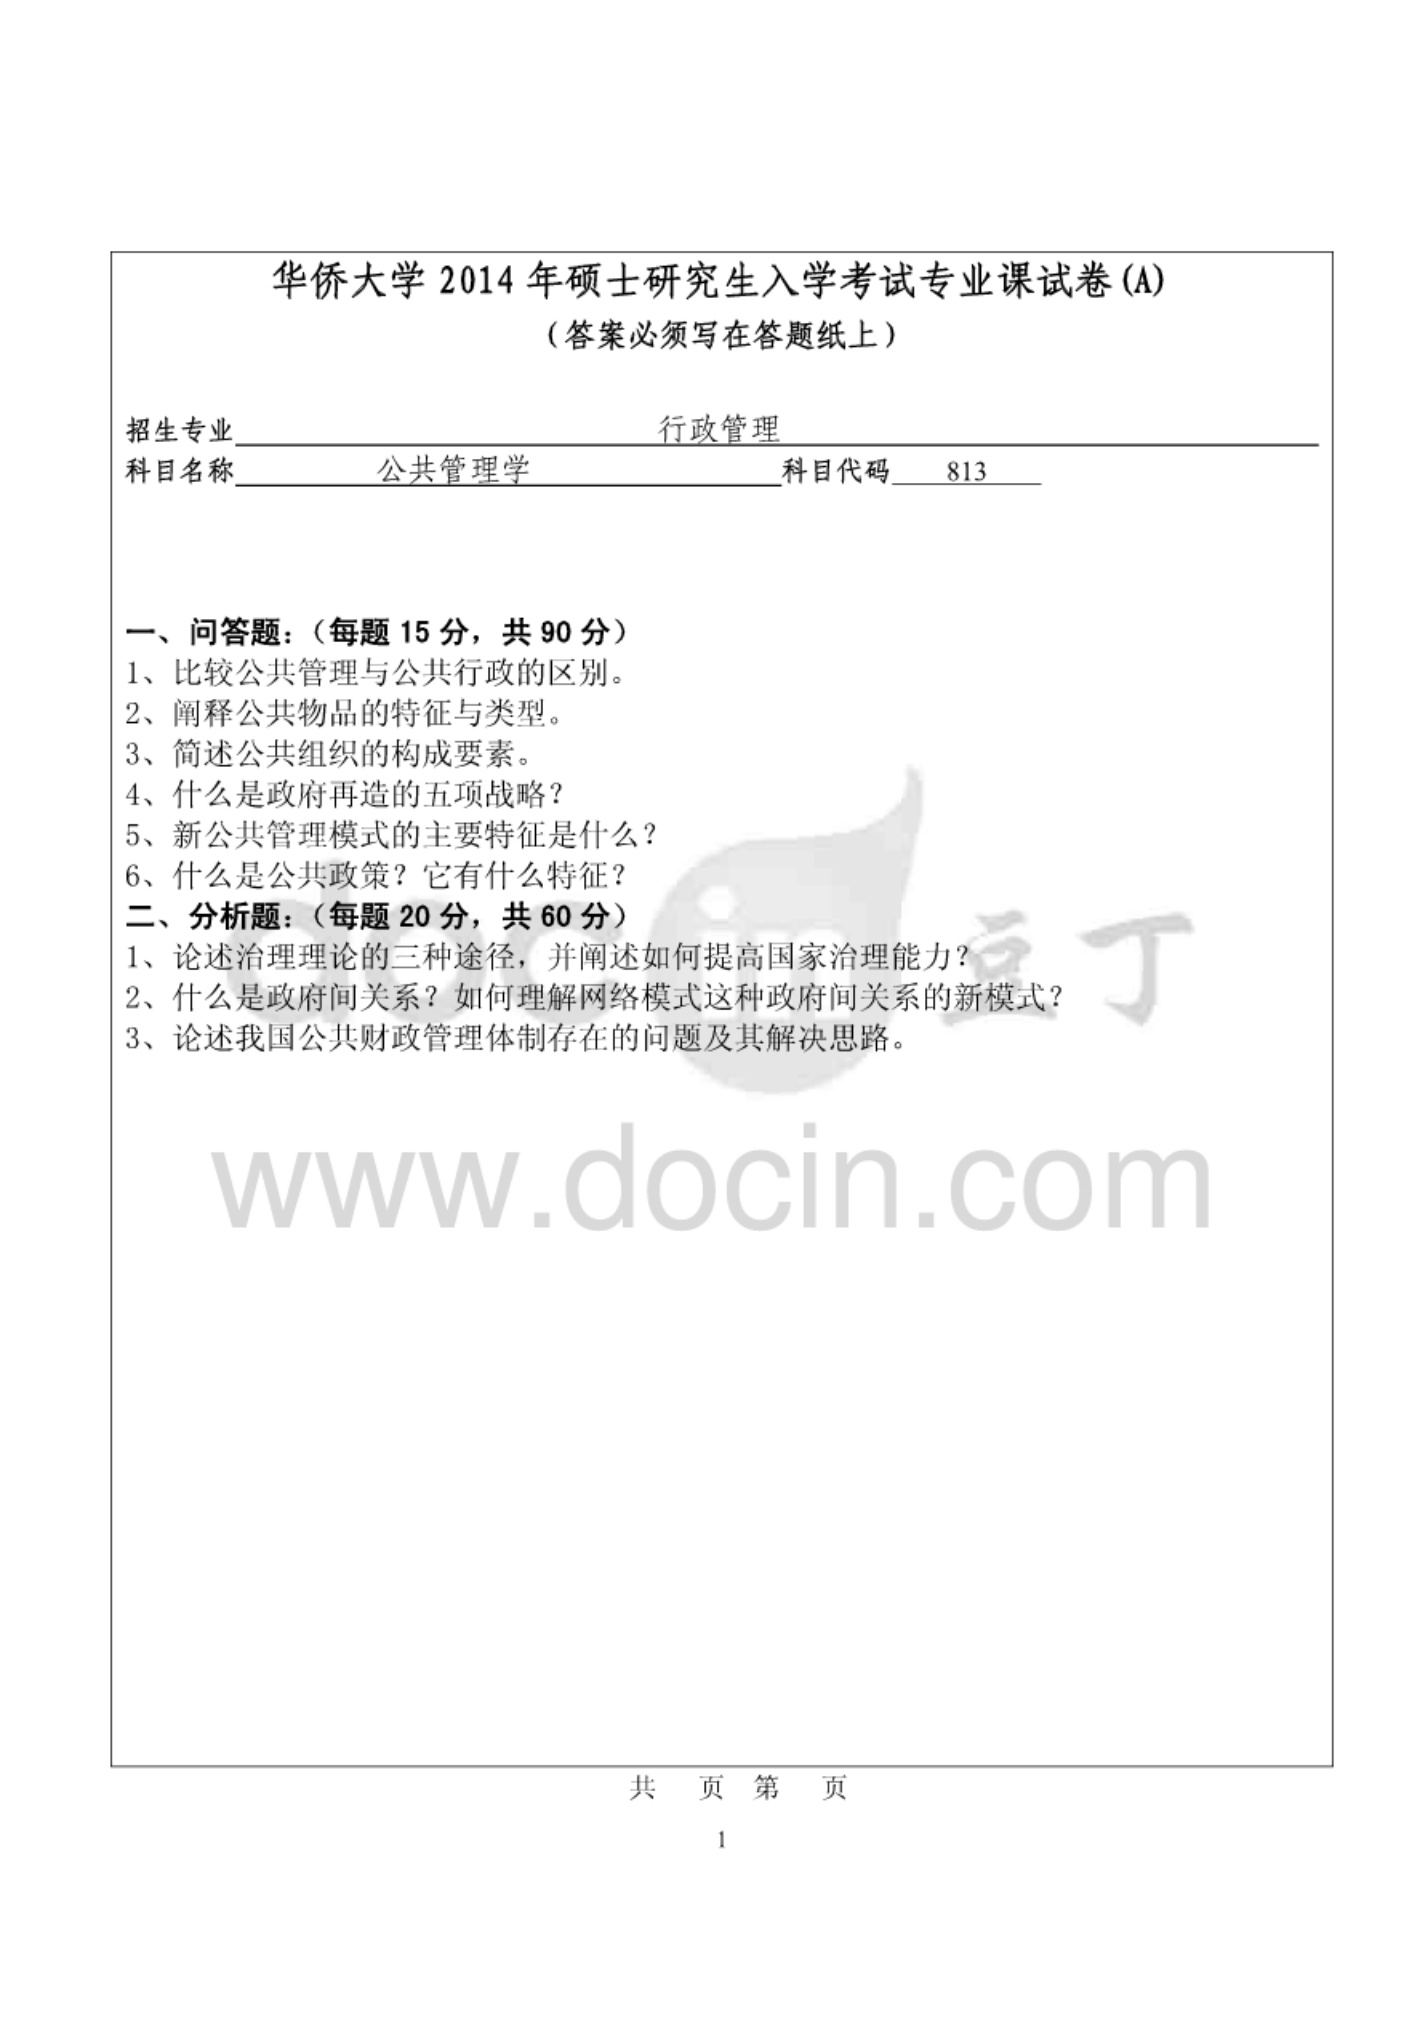 华侨大学 2014 年硕士研究生入学考试专业课试卷(A)
（答案必须写在答题纸上）
招生专业 行政管理
科目名称 公共管理学 科目代码 813
一、问答题：（每题 15 分，共 90 分）
1、比较公共管理与公共行政的区别。
2、阐释公共物品的特征与类型。
3、简述公共组织的构成要素。
4、什么是政府再造的五项战略？
5、新公共管理模式的主要特征是什么？
6、什么是公共政策？它有什么特征？
二、分析题：（每题 20 分，共 60 分）
1、论述治理理论的三种途径，并阐述如何提高国家治理能力？
2、什么是政府间关系？如何理解网络模式这种政府间关系的新模式？
3、论述我国公共财政管理体制存在的问题及其解决思路。
docin 豆丁
www.docin.com
共 页 第 页
1